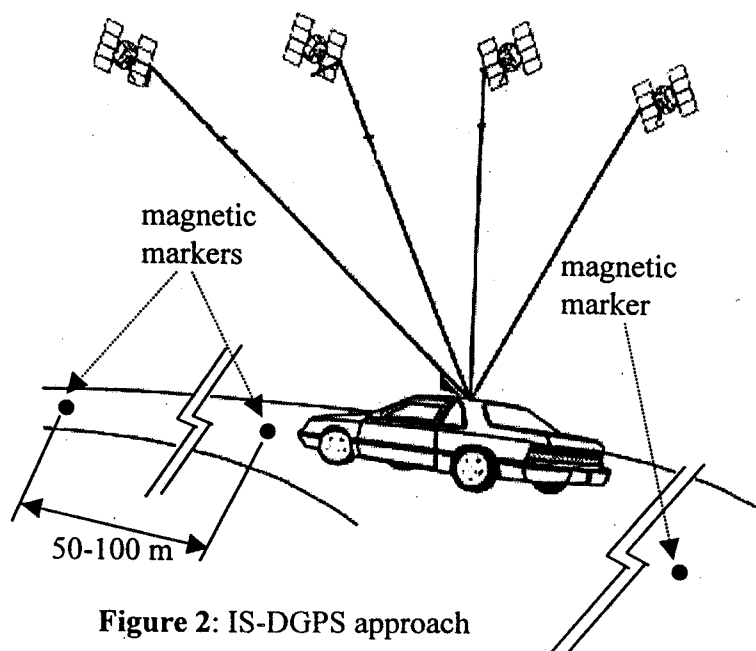 magnetic
markers
magnetic
marker
50-100 m
Figure 2: IS-DGPS approach